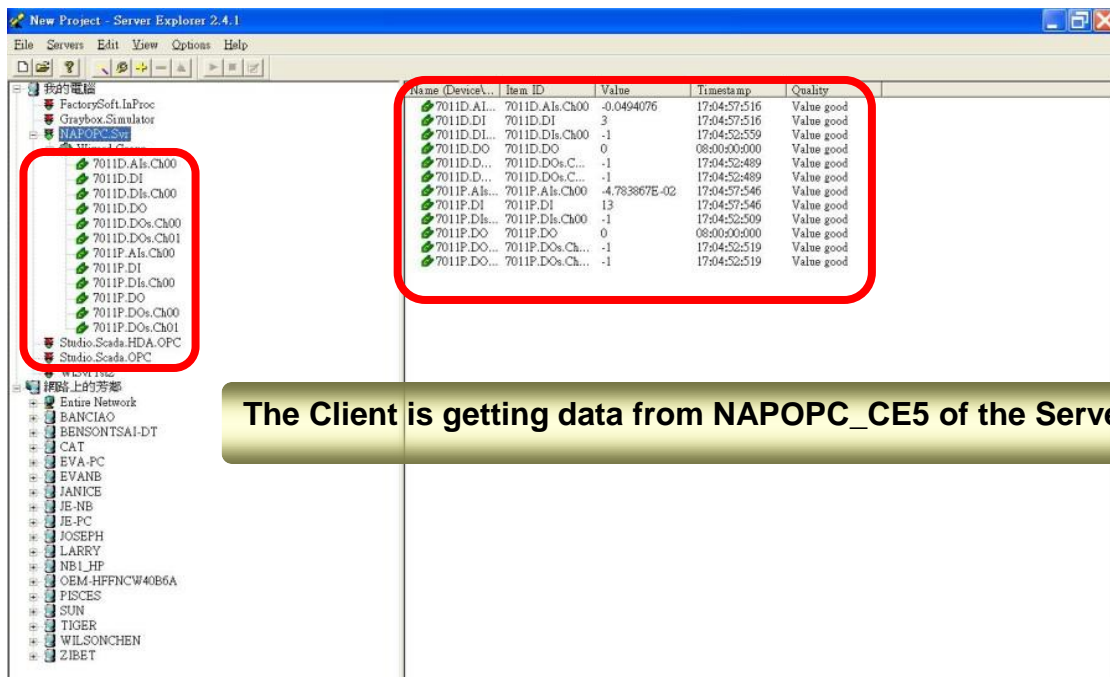 New Project - Server Explorer 2.4.1
File Servers Edit View Options Help
我的電腦
FactorySoft.InProc
Graybox.Simulator
NAPOPC.Svr
7011D.AIs.Ch00
7011D.DI
7011D.DIs.Ch00
7011D.DO
7011D.DOs.Ch00
7011D.DOs.Ch01
7011P.AIs.Ch00
7011P.DI
7011P.DIs.Ch00
7011P.DO
7011P.DOs.Ch00
7011P.DOs.Ch01
Studio.Scada.HDA.OPC
Studio.Scada.OPC
網路上的芳鄰
Entire Network
BANCIAO
BENSONTSAI-DT
CAT
EVA-PC
EVANB
JANICE
JE-NB
JE-PC
JOSEPH
LARRY
NB1_HP
OEM-HFFNCW40B6A
PISCES
SUN
TIGER
WILSONCHEN
ZIBET
Name (Device\... Item ID Value Timestamp Quality
7011D.AI... 7011D.AIs.Ch00 -0.0494076 17:04:57:516 Value good
7011D.DI 7011D.DI 3 17:04:57:516 Value good
7011D.DI... 7011D.DIs.Ch00 -1 17:04:52:559 Value good
7011D.DO 7011D.DO 0 08:00:00:000 Value good
7011D.D... 7011D.DOs.C... -1 17:04:52:489 Value good
7011D.D... 7011D.DOs.C... -1 17:04:52:489 Value good
7011P.AIs... 7011P.AIs.Ch00 -4.783867E-02 17:04:57:546 Value good
7011P.DI 7011P.DI 13 17:04:57:546 Value good
7011P.DIs... 7011P.DIs.Ch00 -1 17:04:52:509 Value good
7011P.DO 7011P.DO 0 08:00:00:000 Value good
7011P.DO... 7011P.DOs.Ch... -1 17:04:52:519 Value good
7011P.DO... 7011P.DOs.Ch... -1 17:04:52:519 Value good
The Client is getting data from NAPOPC_CE5 of the Serve